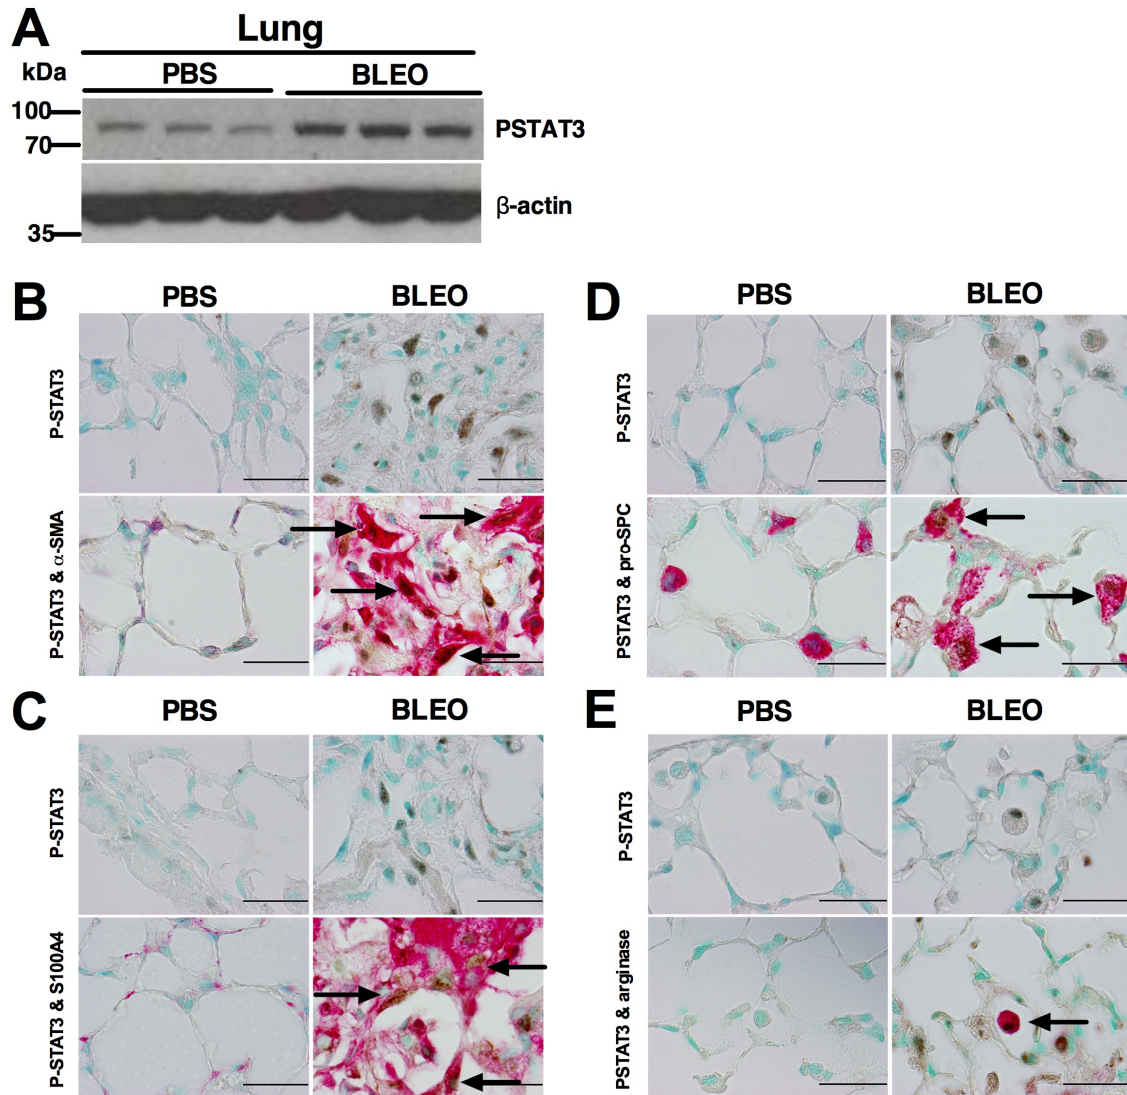 A
Lung
kDa
PBS
BLEO
100
70
PSTAT3
35
β-actin
B
PBS
BLEO
P-STAT3
P-STAT3 & α-SMA
C
PBS
BLEO
P-STAT3
P-STAT3 & S100A4
D
PBS
BLEO
P-STAT3
PSTAT3 & pro-SPC
E
PBS
BLEO
P-STAT3
PSTAT3 & arginase